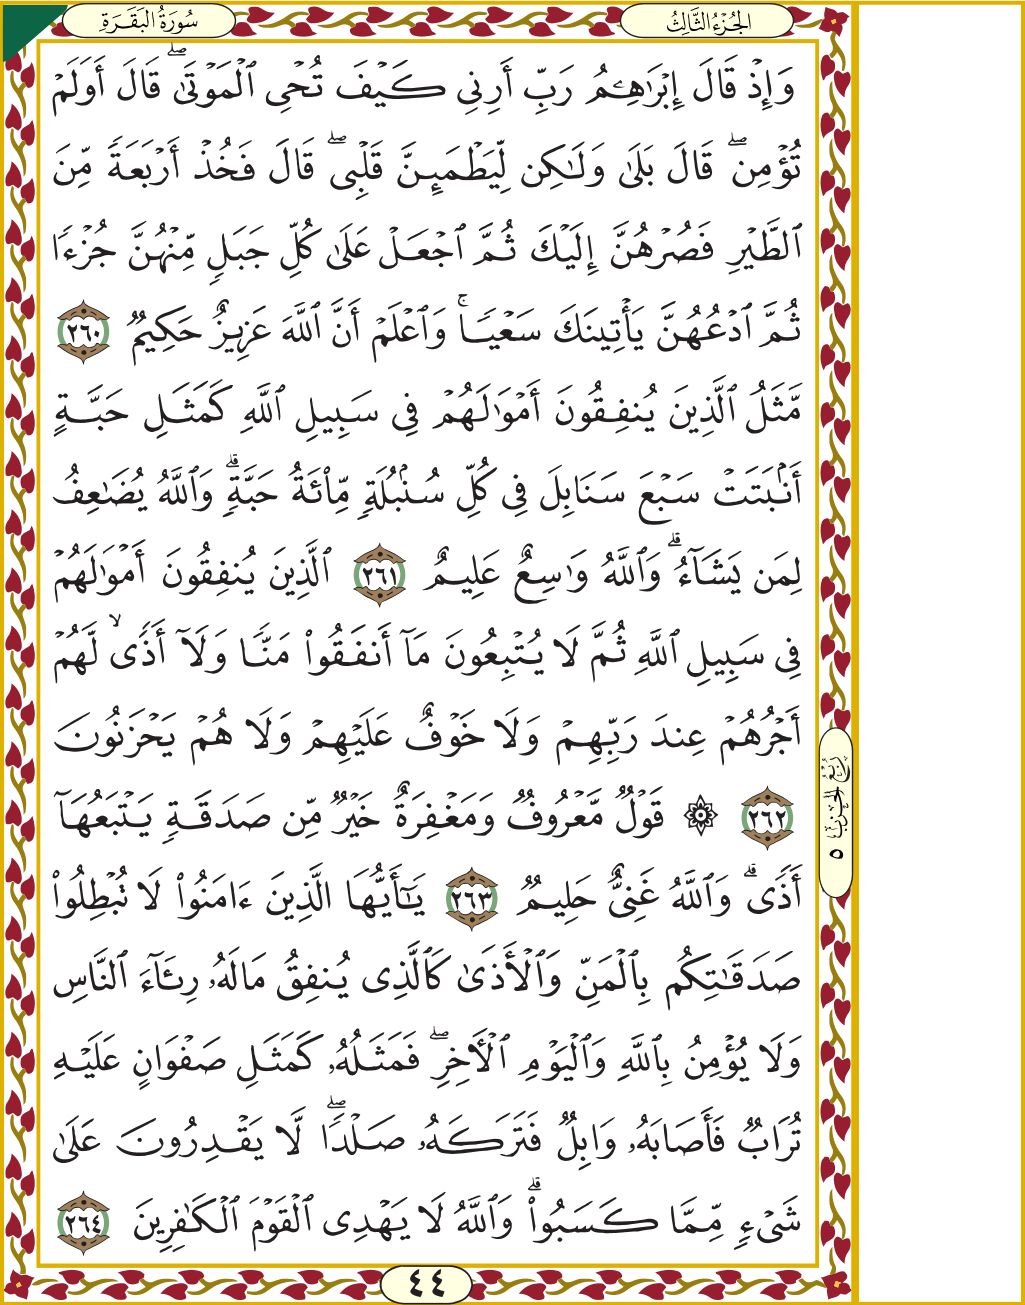 سُورَةُ البَقَرَةِ
الجُزْءُ الثَّالِثُ
وَإِذْ قَالَ إِبْرَٰهِـۧمُ رَبِّ أَرِنِي كَيْفَ تُحْيِ ٱلْمَوْتَىٰۖ قَالَ أَوَلَمْ
تُؤْمِنۖ قَالَ بَلَىٰ وَلَٰكِن لِّيَطْمَئِنَّ قَلْبِيۖ قَالَ فَخُذْ أَرْبَعَةً مِّنَ
ٱلطَّيْرِ فَصُرْهُنَّ إِلَيْكَ ثُمَّ ٱجْعَلْ عَلَىٰ كُلِّ جَبَلٍ مِّنْهُنَّ جُزْءًا
ثُمَّ ٱدْعُهُنَّ يَأْتِينَكَ سَعْيًاۚ وَٱعْلَمْ أَنَّ ٱللَّهَ عَزِيزٌ حَكِيمٌ ٢٦٠
مَّثَلُ ٱلَّذِينَ يُنفِقُونَ أَمْوَٰلَهُمْ فِي سَبِيلِ ٱللَّهِ كَمَثَلِ حَبَّةٍ
أَنۢبَتَتْ سَبْعَ سَنَابِلَ فِي كُلِّ سُنۢبُلَةٍ مِّاْئَةُ حَبَّةٍۗ وَٱللَّهُ يُضَٰعِفُ
لِمَن يَشَآءُۗ وَٱللَّهُ وَٰسِعٌ عَلِيمٌ ٢٦١ ٱلَّذِينَ يُنفِقُونَ أَمْوَٰلَهُمْ
فِي سَبِيلِ ٱللَّهِ ثُمَّ لَا يُتْبِعُونَ مَآ أَنفَقُواْ مَنًّا وَلَآ أَذًىۙ لَّهُمْ
أَجْرُهُمْ عِندَ رَبِّهِمْ وَلَا خَوْفٌ عَلَيْهِمْ وَلَا هُمْ يَحْزَنُونَ
٢٦٢ ۞ قَوْلٌ مَّعْرُوفٌ وَمَغْفِرَةٌ خَيْرٌ مِّن صَدَقَةٍ يَتْبَعُهَآ
أَذًىۗ وَٱللَّهُ غَنِيٌّ حَلِيمٌ ٢٦٣ يَٰٓأَيُّهَا ٱلَّذِينَ ءَامَنُواْ لَا تُبْطِلُواْ
صَدَقَٰتِكُم بِٱلْمَنِّ وَٱلْأَذَىٰ كَٱلَّذِي يُنفِقُ مَالَهُۥ رِئَآءَ ٱلنَّاسِ
وَلَا يُؤْمِنُ بِٱللَّهِ وَٱلْيَوْمِ ٱلْأٓخِرِۖ فَمَثَلُهُۥ كَمَثَلِ صَفْوَانٍ عَلَيْهِ
تُرَابٌ فَأَصَابَهُۥ وَابِلٌ فَتَرَكَهُۥ صَلْدًاۖ لَّا يَقْدِرُونَ عَلَىٰ
شَيْءٍ مِّمَّا كَسَبُواْۗ وَٱللَّهُ لَا يَهْدِي ٱلْقَوْمَ ٱلْكَٰفِرِينَ ٢٦٤
رُبْعُ الحِزْبِ ٥
٤٤